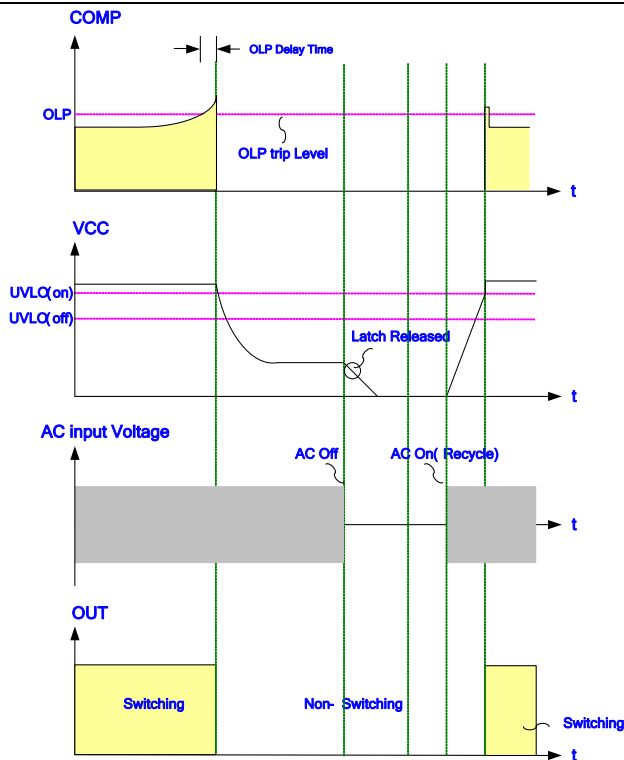 COMP
OLP Delay Time
OLP
OLP trip Level
t
VCC
UVLO(on)
UVLO(off)
Latch Released
t
AC input Voltage
AC Off
AC On( Recycle)
t
OUT
Switching
Non- Switching
Switching
t